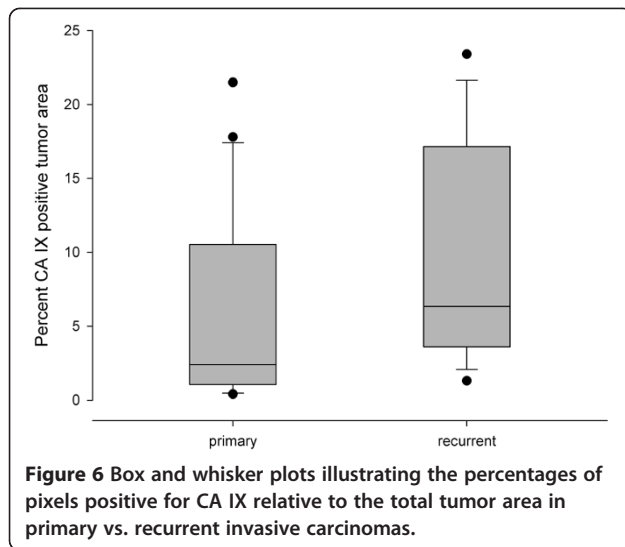 25
20
15
10
5
0
Percent CA IX positive tumor area
primary recurrent
Figure 6 Box and whisker plots illustrating the percentages of
pixels positive for CA IX relative to the total tumor area in
primary vs. recurrent invasive carcinomas.